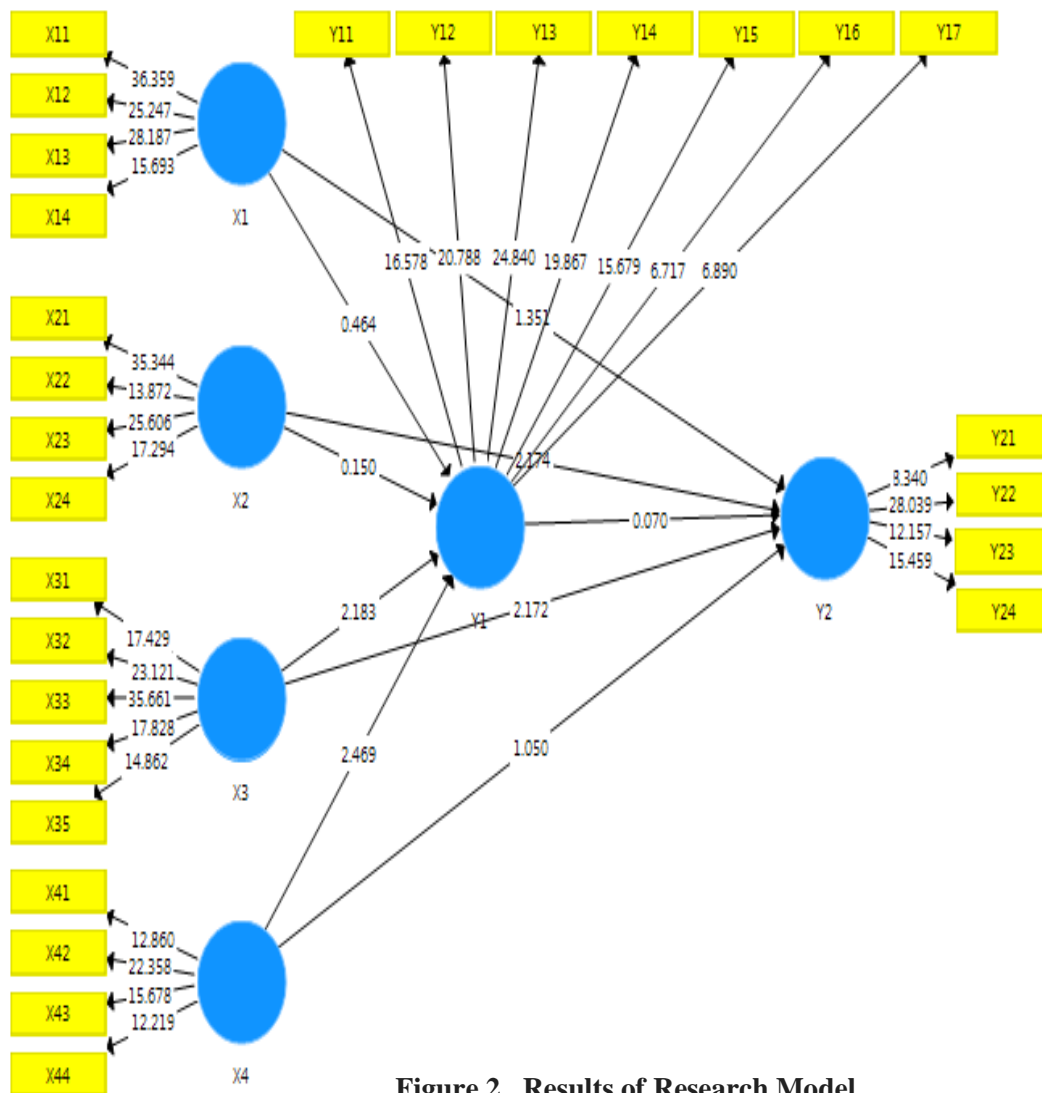 X11
X12
X13
X14
36.359
25.247
28.187
15.693
X1
Y11
Y12
Y13
Y14
Y15
Y16
Y17
16.578
20.788
24.840
19.867
15.679
6.717
6.890
0.464
1.351
X21
X22
X23
X24
35.344
13.872
25.606
17.294
X2
0.150
2.174
Y1
0.070
Y2
8.340
28.039
12.157
15.459
Y21
Y22
Y23
Y24
X31
X32
X33
X34
X35
17.429
23.121
35.661
17.828
14.862
X3
2.183
2.172
2.469
1.050
X41
X42
X43
X44
12.860
22.358
15.678
12.219
X4
Figure 2. Results of Research Model